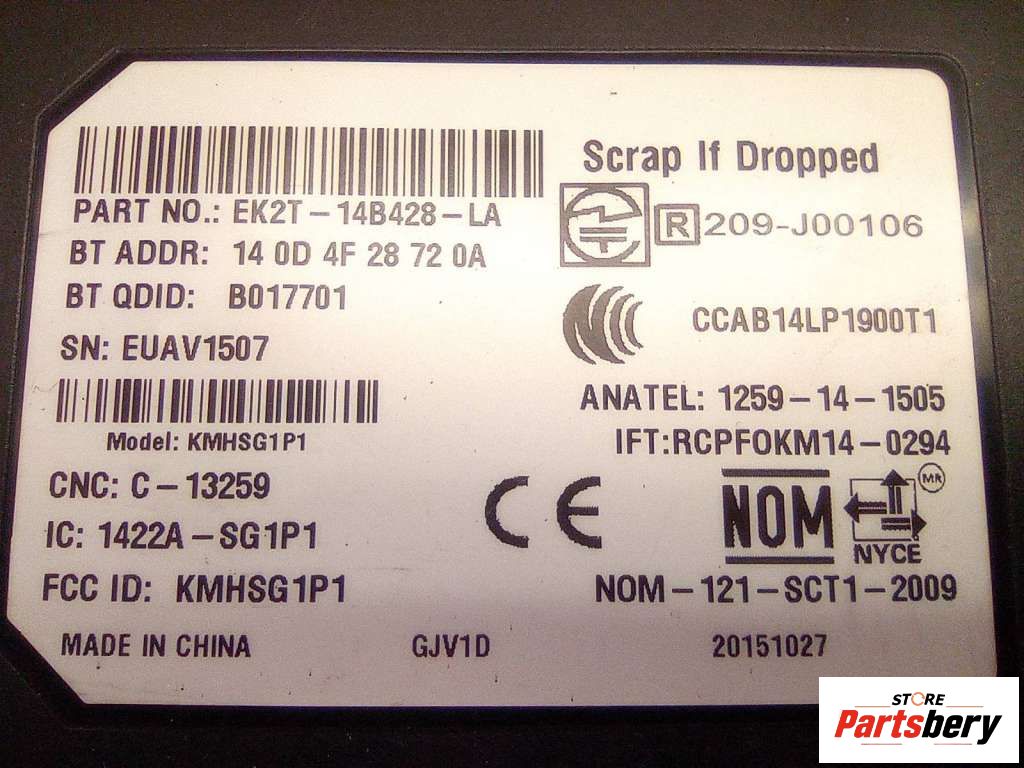 Scrap If Dropped
PART NO.: EK2T-14B428-LA
R 209-J00106
BT ADDR: 14 0D 4F 28 72 0A
BT QDID: B017701
CCAB14LP1900T1
SN: EUAV1507
ANATEL: 1259-14-1505
Model: KMHSG1P1
IFT:RCPFOKM14-0294
CNC: C-13259
CE
NOM
MR
NYCE
IC: 1422A-SG1P1
FCC ID: KMHSG1P1
NOM-121-SCT1-2009
MADE IN CHINA GJV1D 20151027
STORE
Partsbery